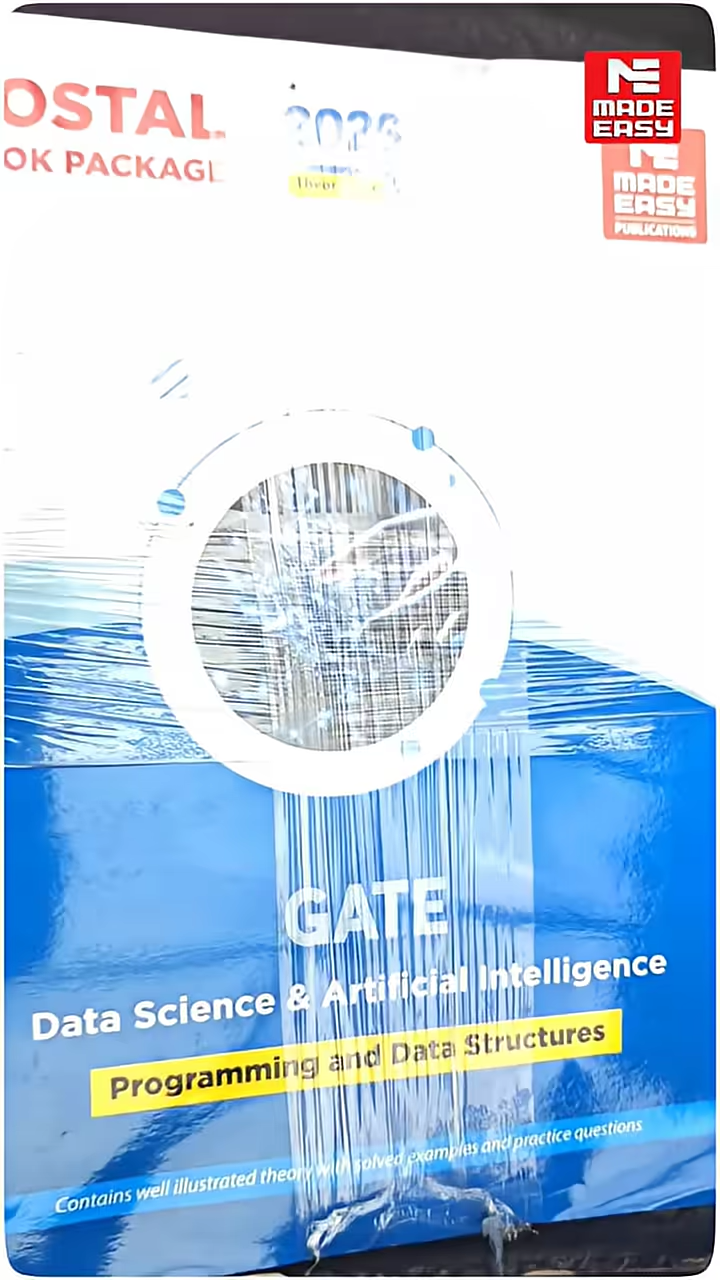 OSTAL
OK PACKAGE
2026
MADE
EASY
MADE
EASY
PUBLICATIONS
GATE
Data Science & Artificial Intelligence
Programming and Data Structures
Contains well illustrated theory with solved examples and practice questions